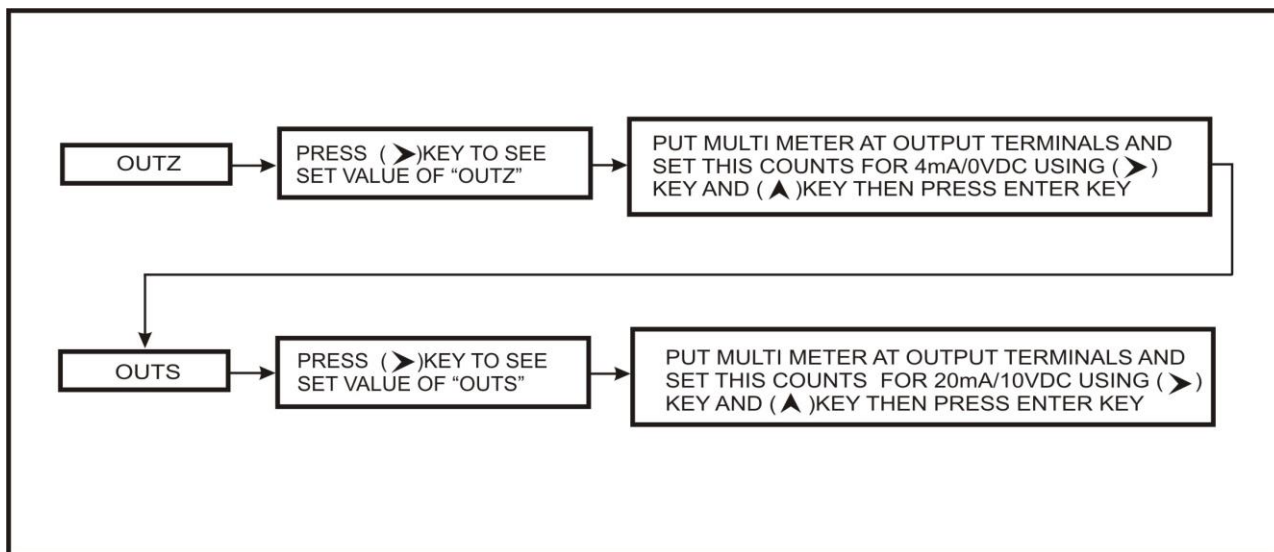 OUTZ
PRESS (➤)KEY TO SEE
SET VALUE OF “OUTZ”
PUT MULTI METER AT OUTPUT TERMINALS AND
SET THIS COUNTS FOR 4mA/0VDC USING (➤)
KEY AND (⮝)KEY THEN PRESS ENTER KEY
OUTS
PRESS (➤)KEY TO SEE
SET VALUE OF “OUTS”
PUT MULTI METER AT OUTPUT TERMINALS AND
SET THIS COUNTS FOR 20mA/10VDC USING (➤)
KEY AND (⮝)KEY THEN PRESS ENTER KEY